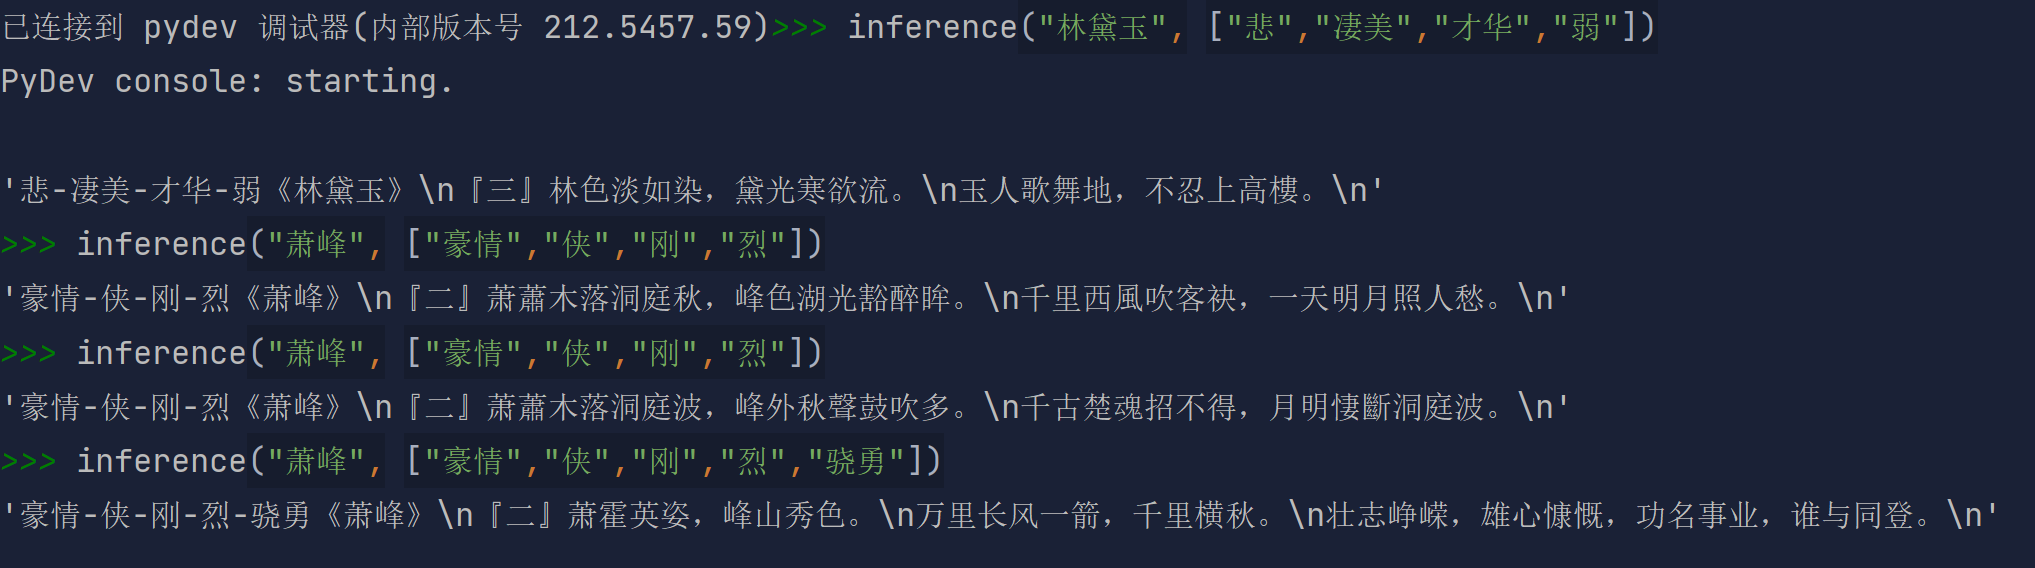 已连接到 pydev 调试器(内部版本号 212.5457.59)>>> inference("林黛玉", ["悲","凄美","才华","弱"])
PyDev console: starting.
'悲-凄美-才华-弱《林黛玉》\n『三』林色淡如染，黛光寒欲流。\n玉人歌舞地，不忍上高樓。\n'
>>> inference("萧峰", ["豪情","侠","刚","烈"])
'豪情-侠-刚-烈《萧峰》\n『二』萧蕭木落洞庭秋，峰色湖光豁醉眸。\n千里西風吹客袂，一天明月照人愁。\n'
>>> inference("萧峰", ["豪情","侠","刚","烈"])
'豪情-侠-刚-烈《萧峰》\n『二』萧蕭木落洞庭波，峰外秋聲鼓吹多。\n千古楚魂招不得，月明悽斷洞庭波。\n'
>>> inference("萧峰", ["豪情","侠","刚","烈","骁勇"])
'豪情-侠-刚-烈-骁勇《萧峰》\n『二』萧霍英姿，峰山秀色。\n万里长风一箭，千里横秋。\n壮志峥嵘，雄心慷慨，功名事业，谁与同登。\n'